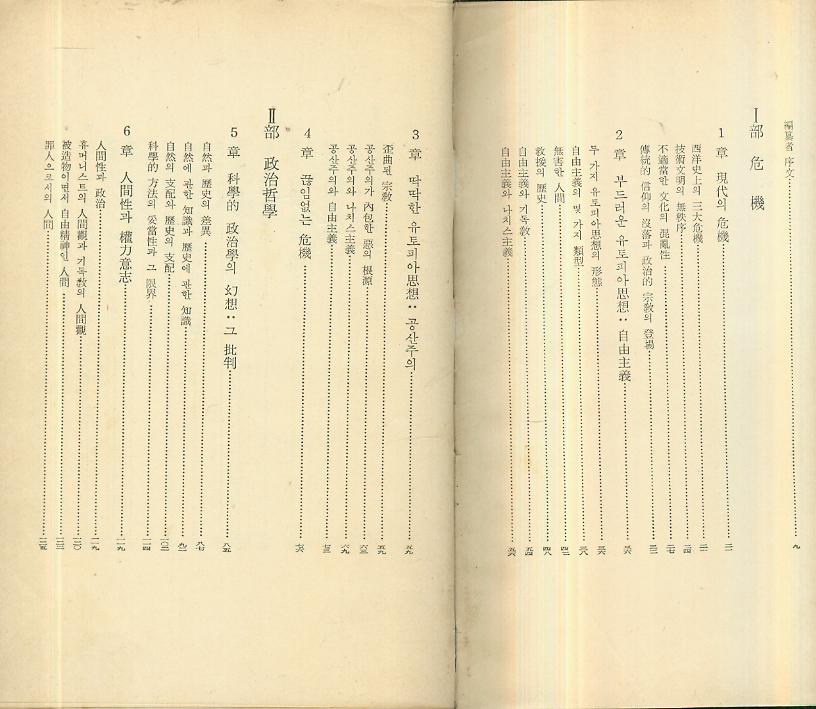 編纂者 序文 九
Ⅰ部 危機
1章 現代의 危機
西洋史上의 三大危機
技術文明의 無秩序
不適當한 文化의 混亂性
傳統的 信仰의 沒落과 政治的 宗敎의 登場
2章 부드러운 유토피아思想：自由主義
두 가지 유토피아思想의 形態
自由主義의 몇 가지 類型
無害한 人間
救援의 歷史
自由主義와 기독敎
自由主義와 나치스主義
3章 딱딱한 유토피아思想：공산주의
歪曲된 宗敎
공산주의가 內包한 惡의 根源
공산주의와 나치스主義
공산주의와 自由主義
4章 끊임없는 危機
Ⅱ部 政治哲學
5章 科學的 政治學의 幻想：그 批判 八五
自然과 歷史의 差異 八七
自然에 관한 知識과 歷史에 관한 知識
自然의 支配와 歷史의 支配
科學的 方法의 妥當性과 그 限界
6章 人間性과 權力意志
人間性과 政治
휴머니스트의 人間觀과 기독敎의 人間觀
被造物이면서 自由精神인 人間
罪人으로서의 人間